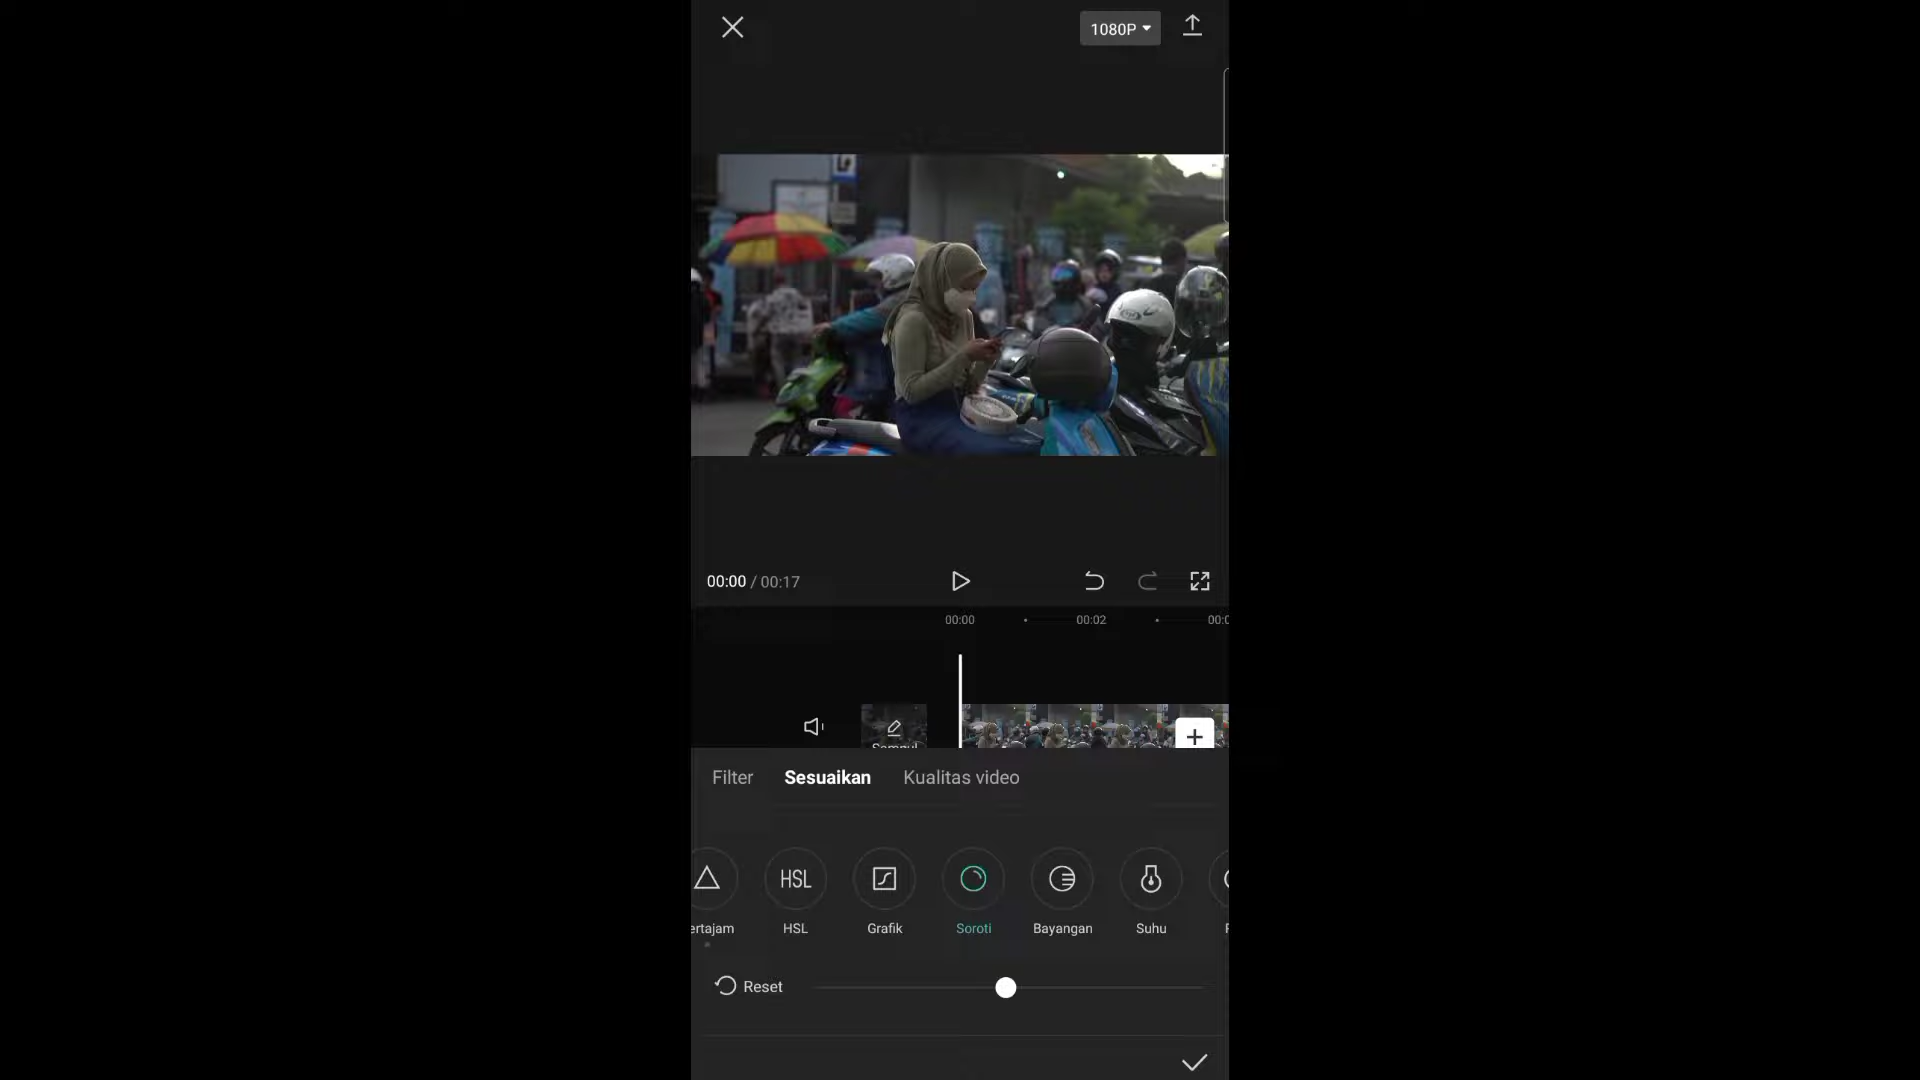 1080P
00:00 / 00:17
00:00
00:02
Sampul
Filter
Sesuaikan
Kualitas video
ertajam
HSL
HSL
Grafik
Soroti
Bayangan
Suhu
Reset